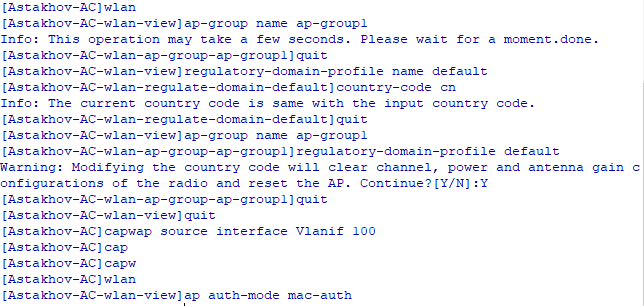 [Astakhov-AC]wlan
[Astakhov-AC-wlan-view]ap-group name ap-group1
Info: This operation may take a few seconds. Please wait for a moment.done.
[Astakhov-AC-wlan-ap-group-ap-group1]quit
[Astakhov-AC-wlan-view]regulatory-domain-profile name default
[Astakhov-AC-wlan-regulate-domain-default]country-code cn
Info: The current country code is same with the input country code.
[Astakhov-AC-wlan-regulate-domain-default]quit
[Astakhov-AC-wlan-view]ap-group name ap-group1
[Astakhov-AC-wlan-ap-group-ap-group1]regulatory-domain-profile default
Warning: Modifying the country code will clear channel, power and antenna gain c
onfigurations of the radio and reset the AP. Continue?[Y/N]:Y
[Astakhov-AC-wlan-ap-group-ap-group1]quit
[Astakhov-AC-wlan-view]quit
[Astakhov-AC]capwap source interface Vlanif 100
[Astakhov-AC]cap
[Astakhov-AC]capw
[Astakhov-AC]wlan
[Astakhov-AC-wlan-view]ap auth-mode mac-auth